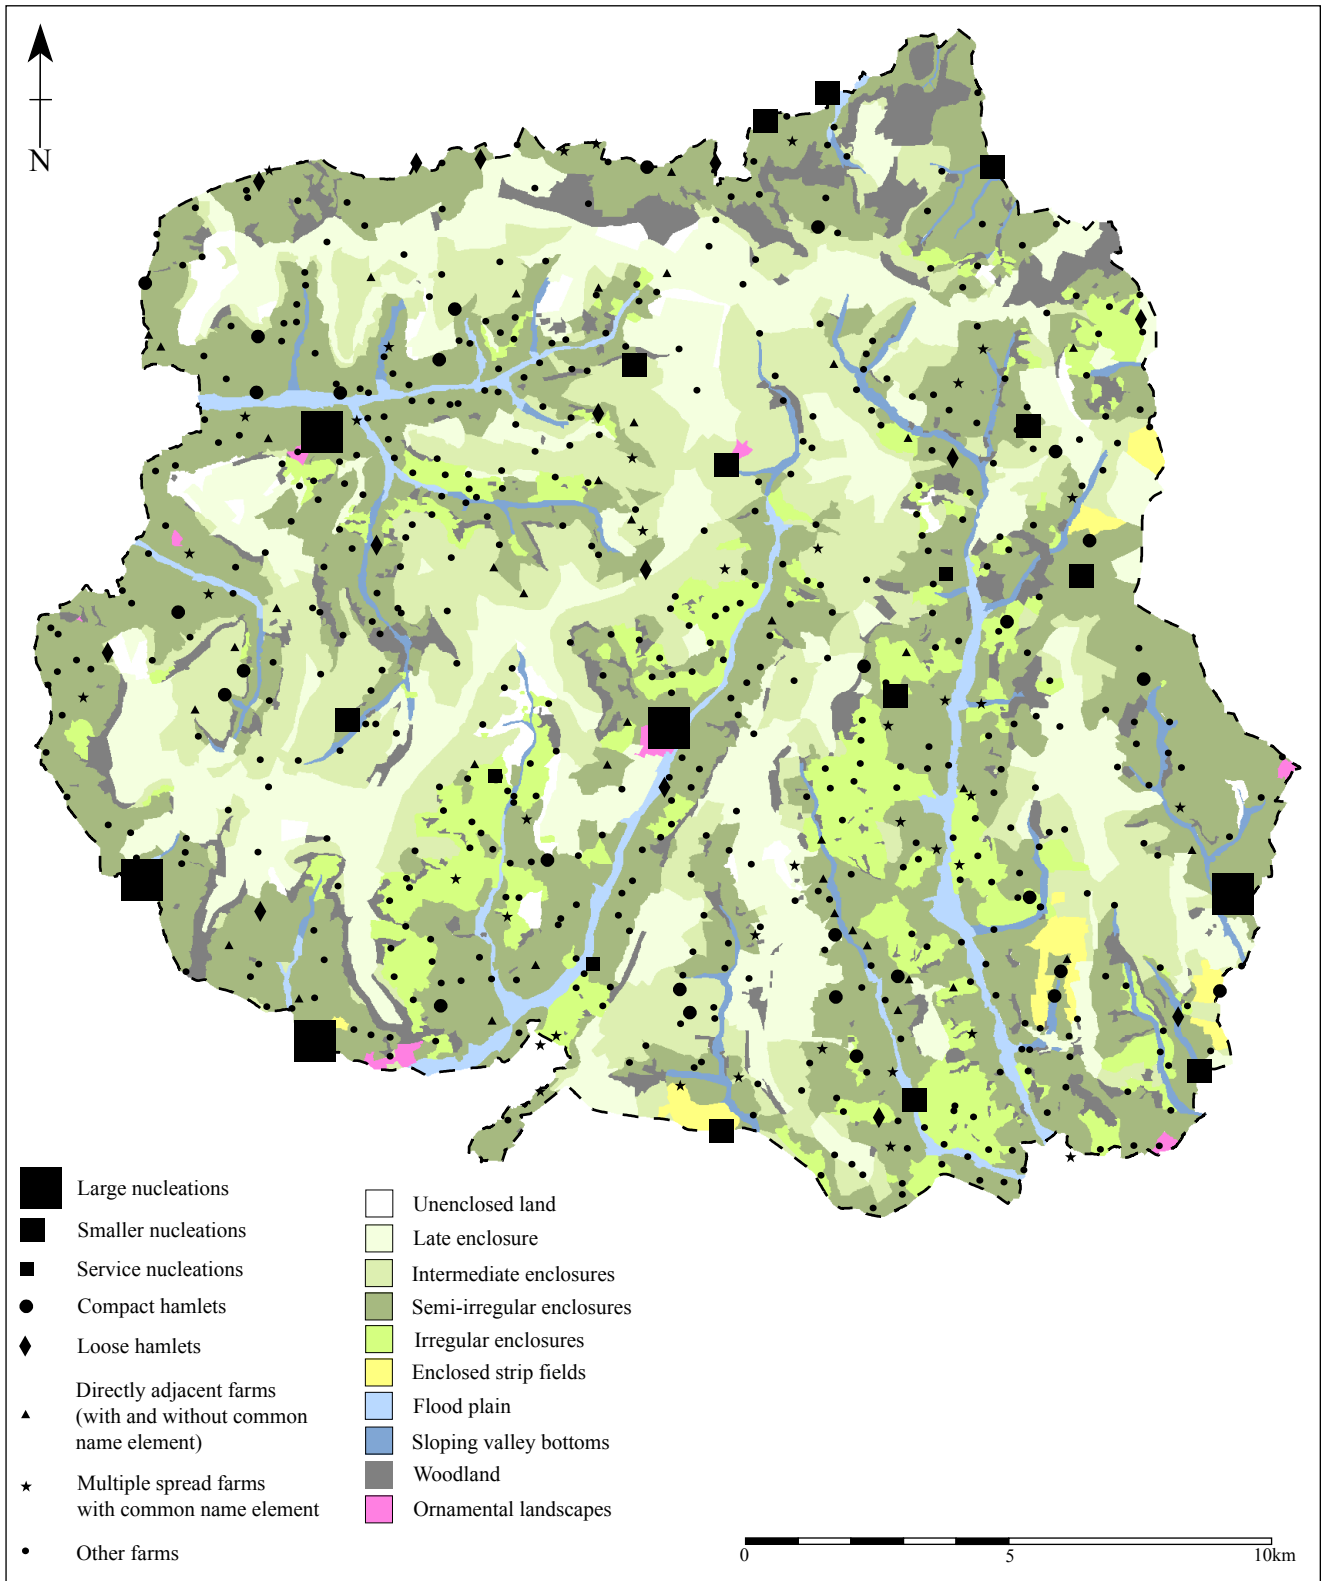 N
Large nucleations
Smaller nucleations
Service nucleations
Compact hamlets
Loose hamlets
Directly adjacent farms
(with and without common
name element)
Multiple spread farms
with common name element
Other farms
Unenclosed land
Late enclosure
Intermediate enclosures
Semi-irregular enclosures
Irregular enclosures
Enclosed strip fields
Flood plain
Sloping valley bottoms
Woodland
Ornamental landscapes
0 5 10km